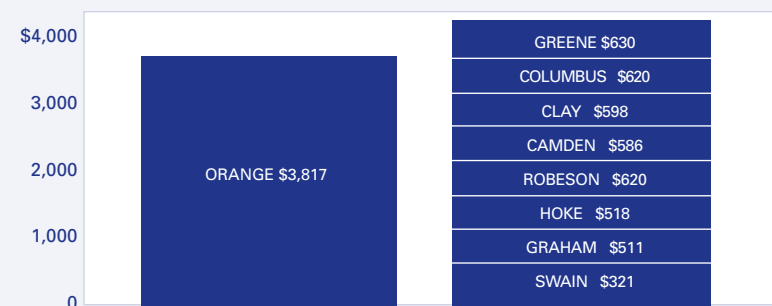 $4,000
3,000
2,000
1,000
0
ORANGE $3,817
GREENE $630
COLUMBUS $620
CLAY $598
CAMDEN $586
ROBESON $620
HOKE $518
GRAHAM $511
SWAIN $321